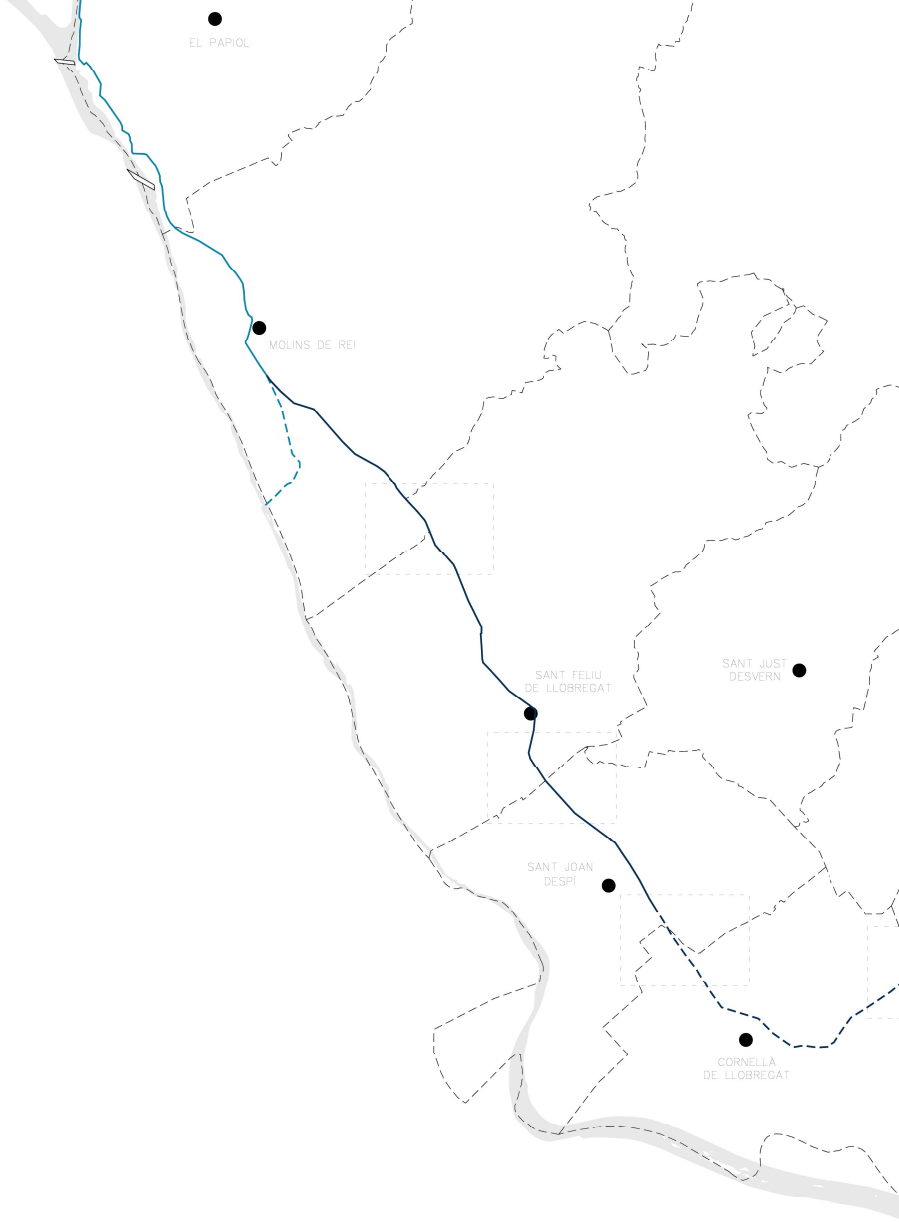 EL PAPIOL
MOLINS DE REI
SANT JUST
DESVERN
SANT FELIU
DE LLOBREGAT
SANT JOAN
DESPÍ
CORNELLÀ
DE LLOBREGAT